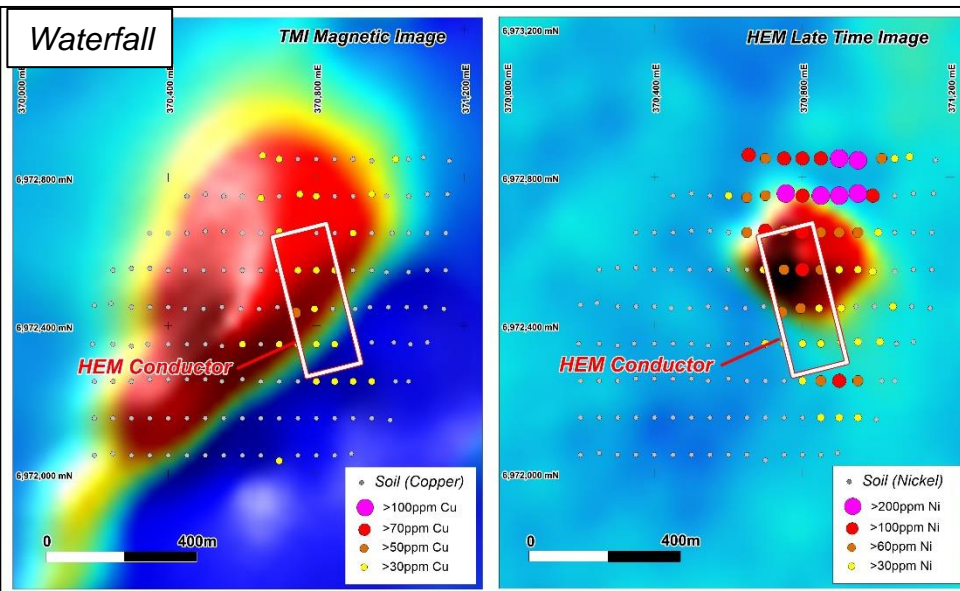 Waterfall
TMI Magnetic Image
370,000 mE
370,400 mE
370,800 mE
371,200 mE
6,972,800 mN
6,972,400 mN
HEM Conductor
6,972,000 mN
Soil (Copper)
>100ppm Cu
>70ppm Cu
>50ppm Cu
>30ppm Cu
0 400m
HEM Late Time Image
6,973,200 mN
370,000 mE
370,400 mE
370,800 mE
371,200 mE
6,972,800 mN
6,972,400 mN
HEM Conductor
6,972,000 mN
Soil (Nickel)
>200ppm Ni
>100ppm Ni
>60ppm Ni
>30ppm Ni
0 400m